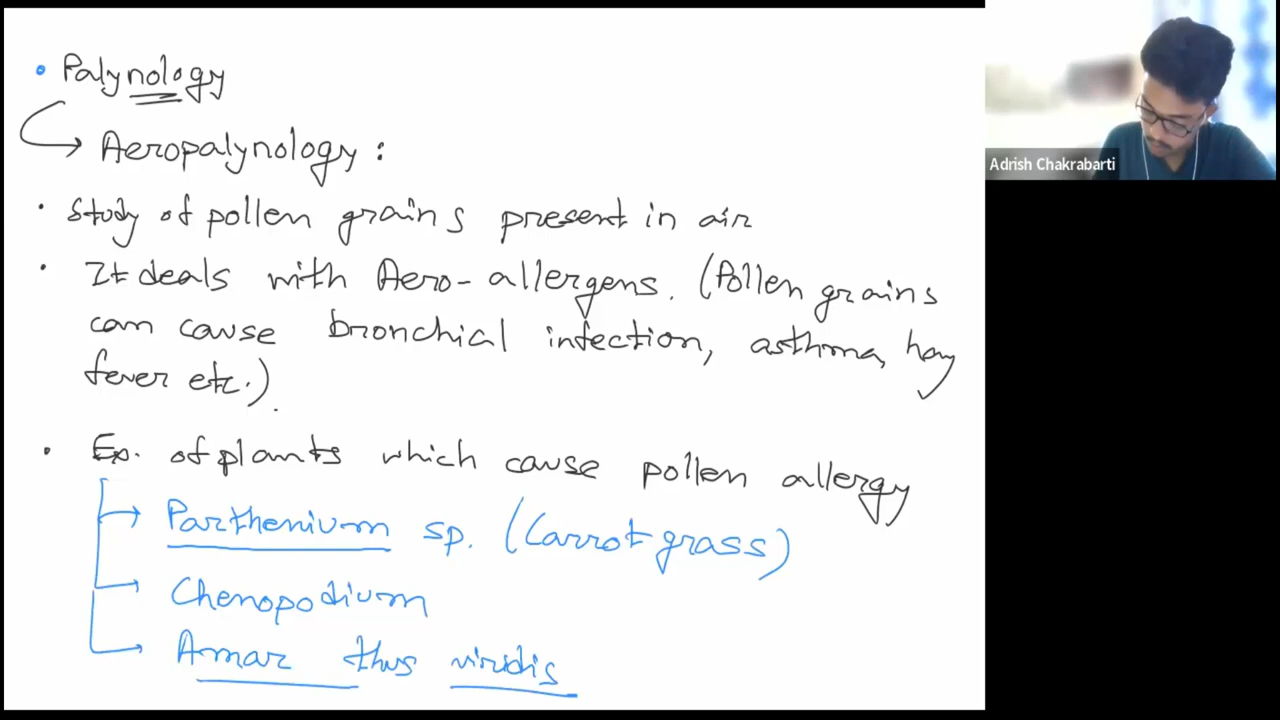 • Palynology
Aeropalynology :
• Study of pollen grains present in air
• It deals with Aero-allergens. (Pollen grains
can cause bronchial infection, asthma, hay
fever etc.)
• Ex. of plants which cause pollen allergy
Parthenium sp. (Carrot grass)
Chenopodium
Amar thus viridis
Adrish Chakrabarti